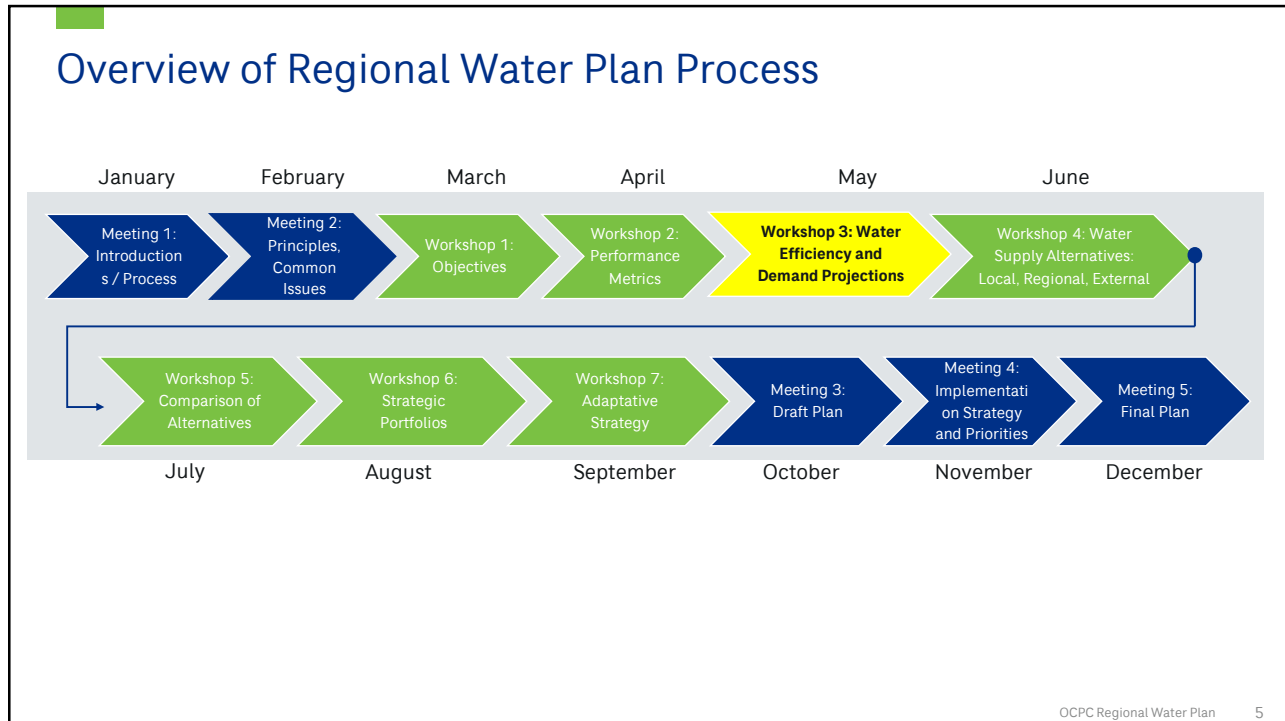 Overview of Regional Water Plan Process
January February March April May June
Meeting 1:
Introduction
s / Process
Meeting 2:
Principles,
Common
Issues
Workshop 1:
Objectives
Workshop 2:
Performance
Metrics
Workshop 3: Water
Efficiency and
Demand Projections
Workshop 4: Water
Supply Alternatives:
Local, Regional, External
Workshop 5:
Comparison of
Alternatives
Workshop 6:
Strategic
Portfolios
Workshop 7:
Adaptative
Strategy
Meeting 3:
Draft Plan
Meeting 4:
Implementati
on Strategy
and Priorities
Meeting 5:
Final Plan
July August September October November December
OCPC Regional Water Plan 5